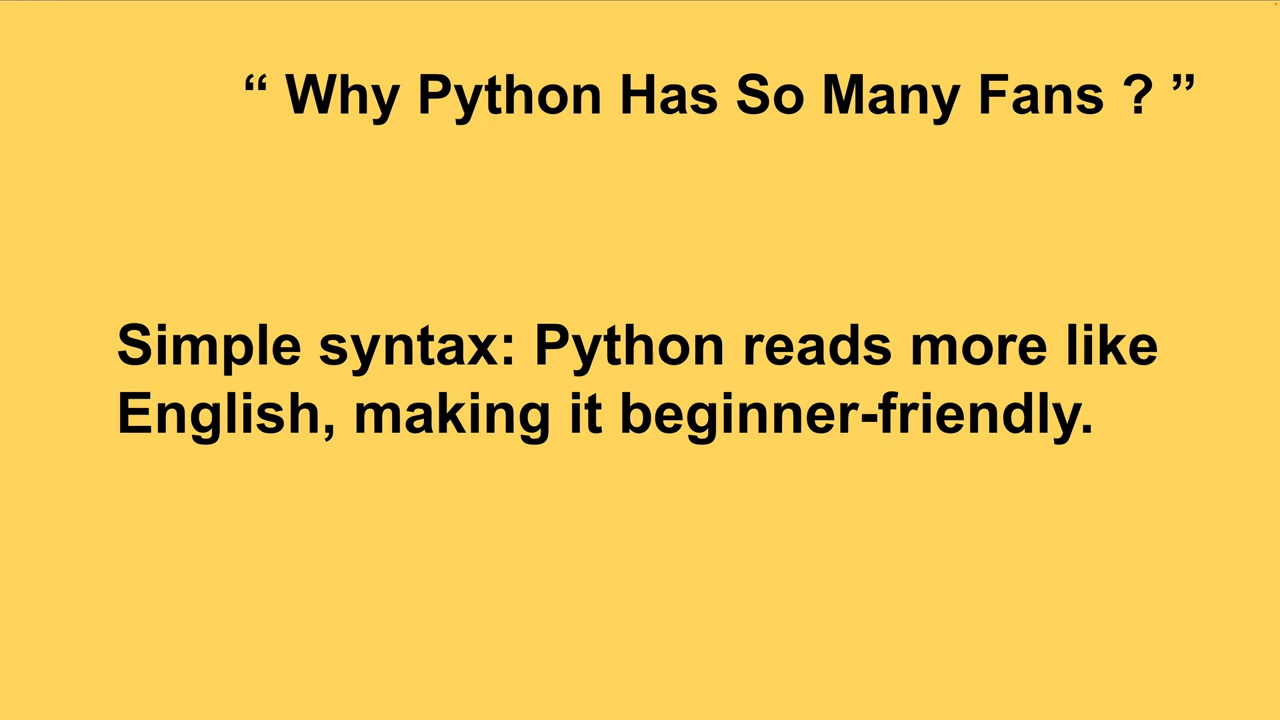 “ Why Python Has So Many Fans ? ”
Simple syntax: Python reads more like
English, making it beginner-friendly.